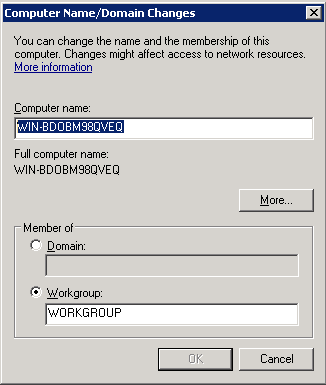 Computer Name/Domain Changes
You can change the name and the membership of this
computer. Changes might affect access to network resources.
More information
Computer name:
WIN-BDOBM98QVEQ
Full computer name:
WIN-BDOBM98QVEQ
More...
Member of
Domain:
Workgroup:
WORKGROUP
OK
Cancel